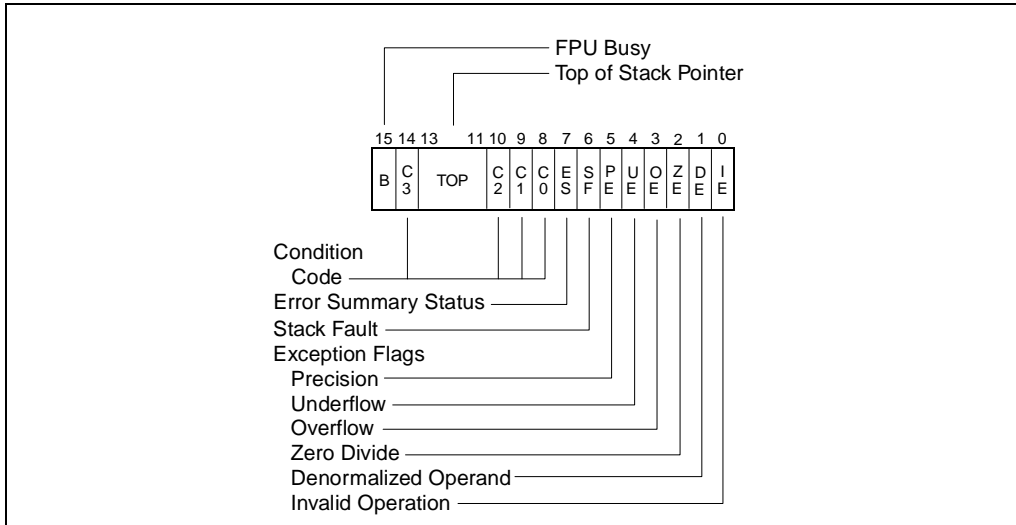 FPU Busy
Top of Stack Pointer
15 14 13 11 10 9 8 7 6 5 4 3 2 1 0
B C3 TOP C2 C1 C0 ES SF PE UE OE ZE DE IE
Condition
Code
Error Summary Status
Stack Fault
Exception Flags
Precision
Underflow
Overflow
Zero Divide
Denormalized Operand
Invalid Operation